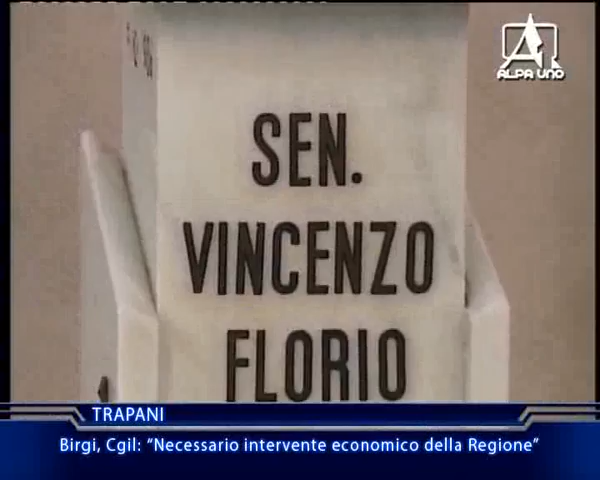 ALPA UNO
SEN.
VINCENZO
FLORIO
TRAPANI
Birgi, Cgil: “Necessario intervente economico della Regione”